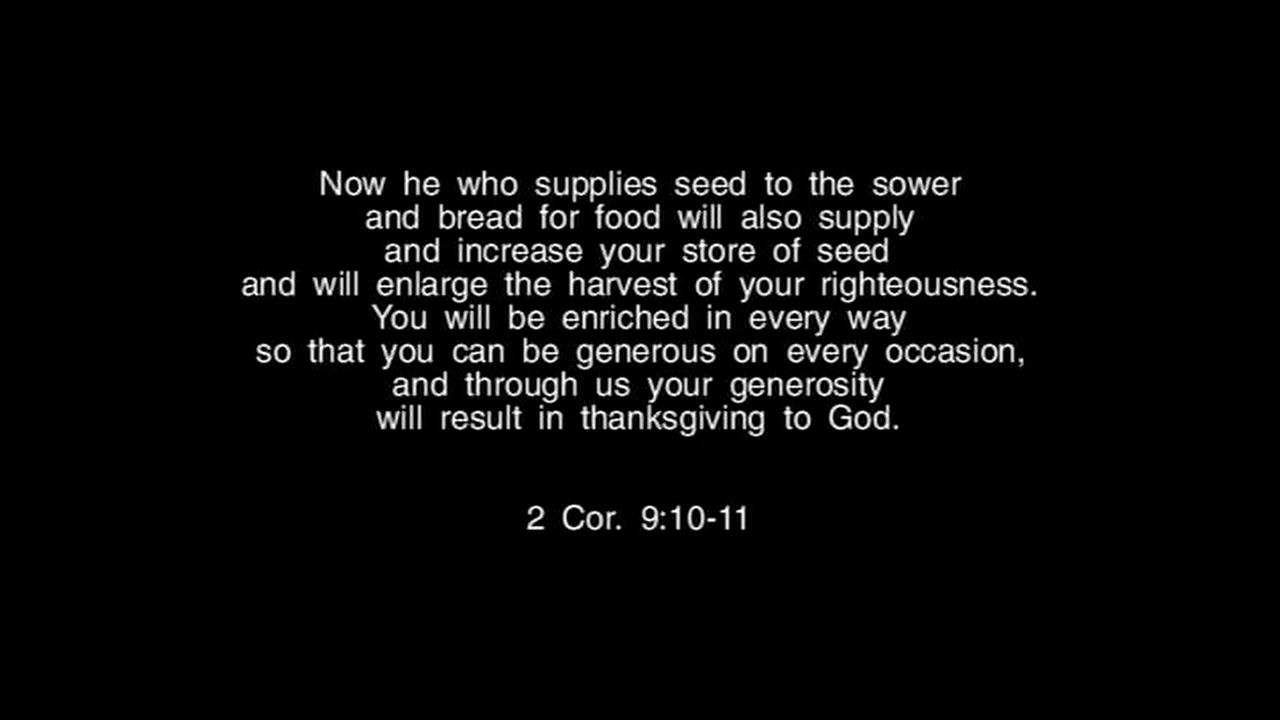 Now he who supplies seed to the sower
and bread for food will also supply
and increase your store of seed
and will enlarge the harvest of your righteousness.
You will be enriched in every way
so that you can be generous on every occasion,
and through us your generosity
will result in thanksgiving to God.
2 Cor. 9:10-11